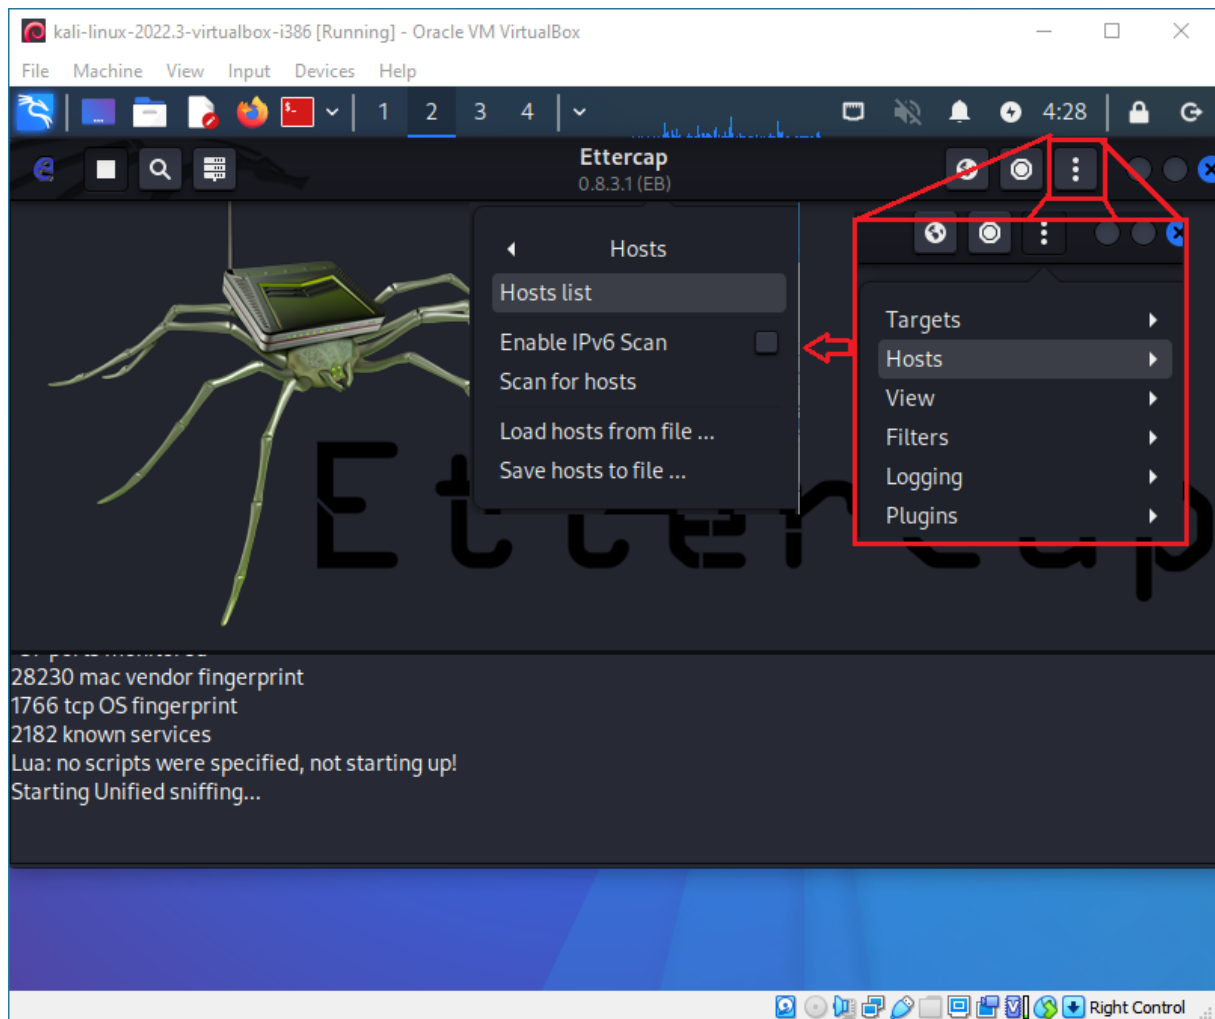 kali-linux-2022.3-virtualbox-i386 [Running] - Oracle VM VirtualBox
File Machine View Input Devices Help
1 2 3 4 4:28
Ettercap
0.8.3.1 (EB)
Hosts
Hosts list
Enable IPv6 Scan
Scan for hosts
Load hosts from file ...
Save hosts to file ...
Targets
Hosts
View
Filters
Logging
Plugins
Ettercap
28230 mac vendor fingerprint
1766 tcp OS fingerprint
2182 known services
Lua: no scripts were specified, not starting up!
Starting Unified sniffing...
Right Control